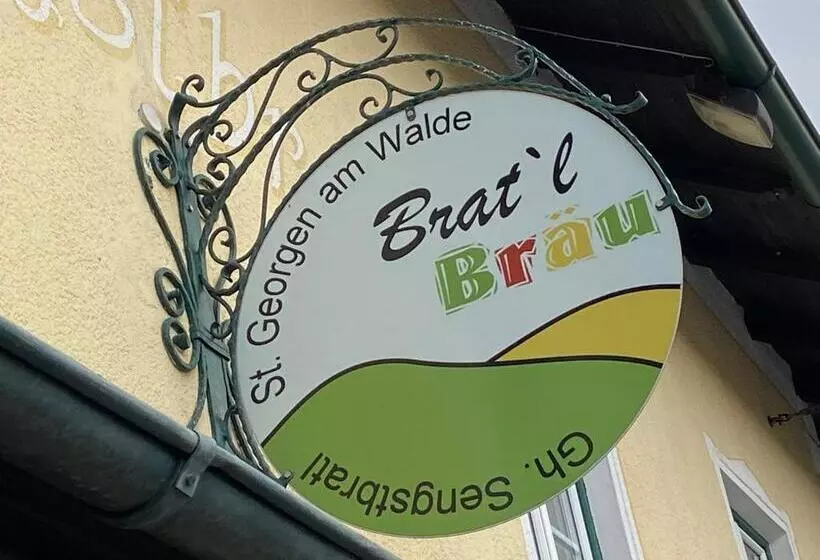 St. Georgen am Walde
Brat`l
Bräu
Gh. Sengstbratl